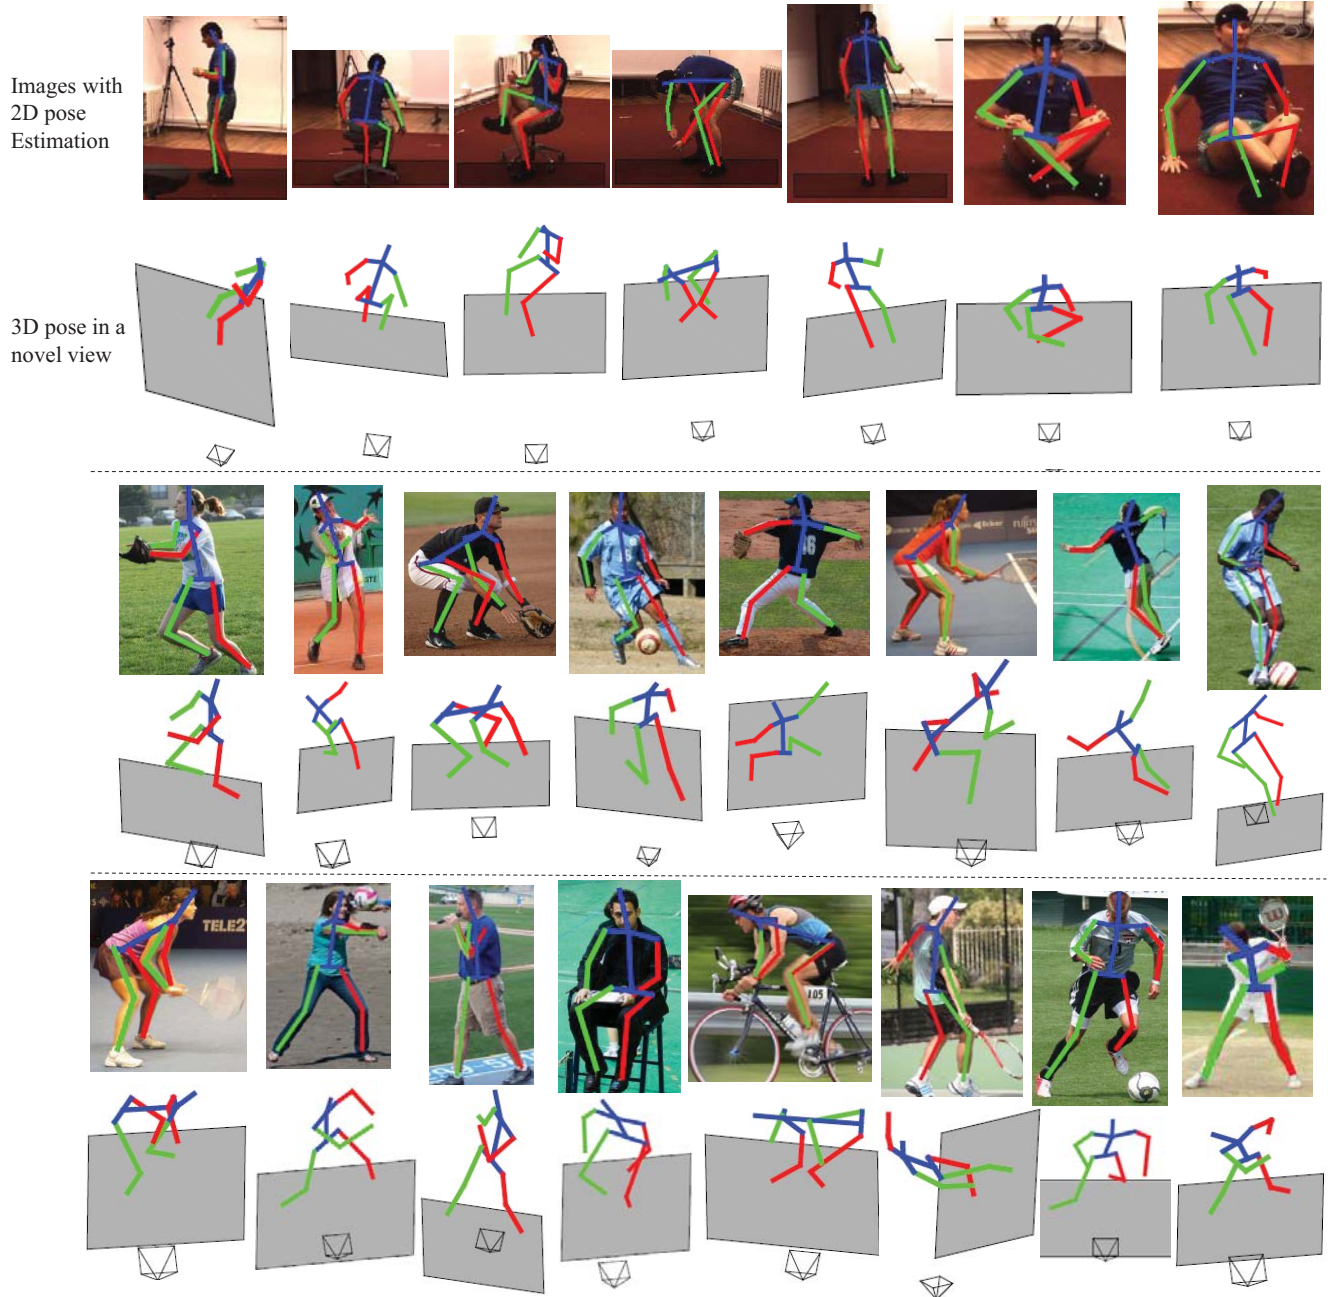 Images with
2D pose
Estimation
3D pose in a
novel view
TELE2
105